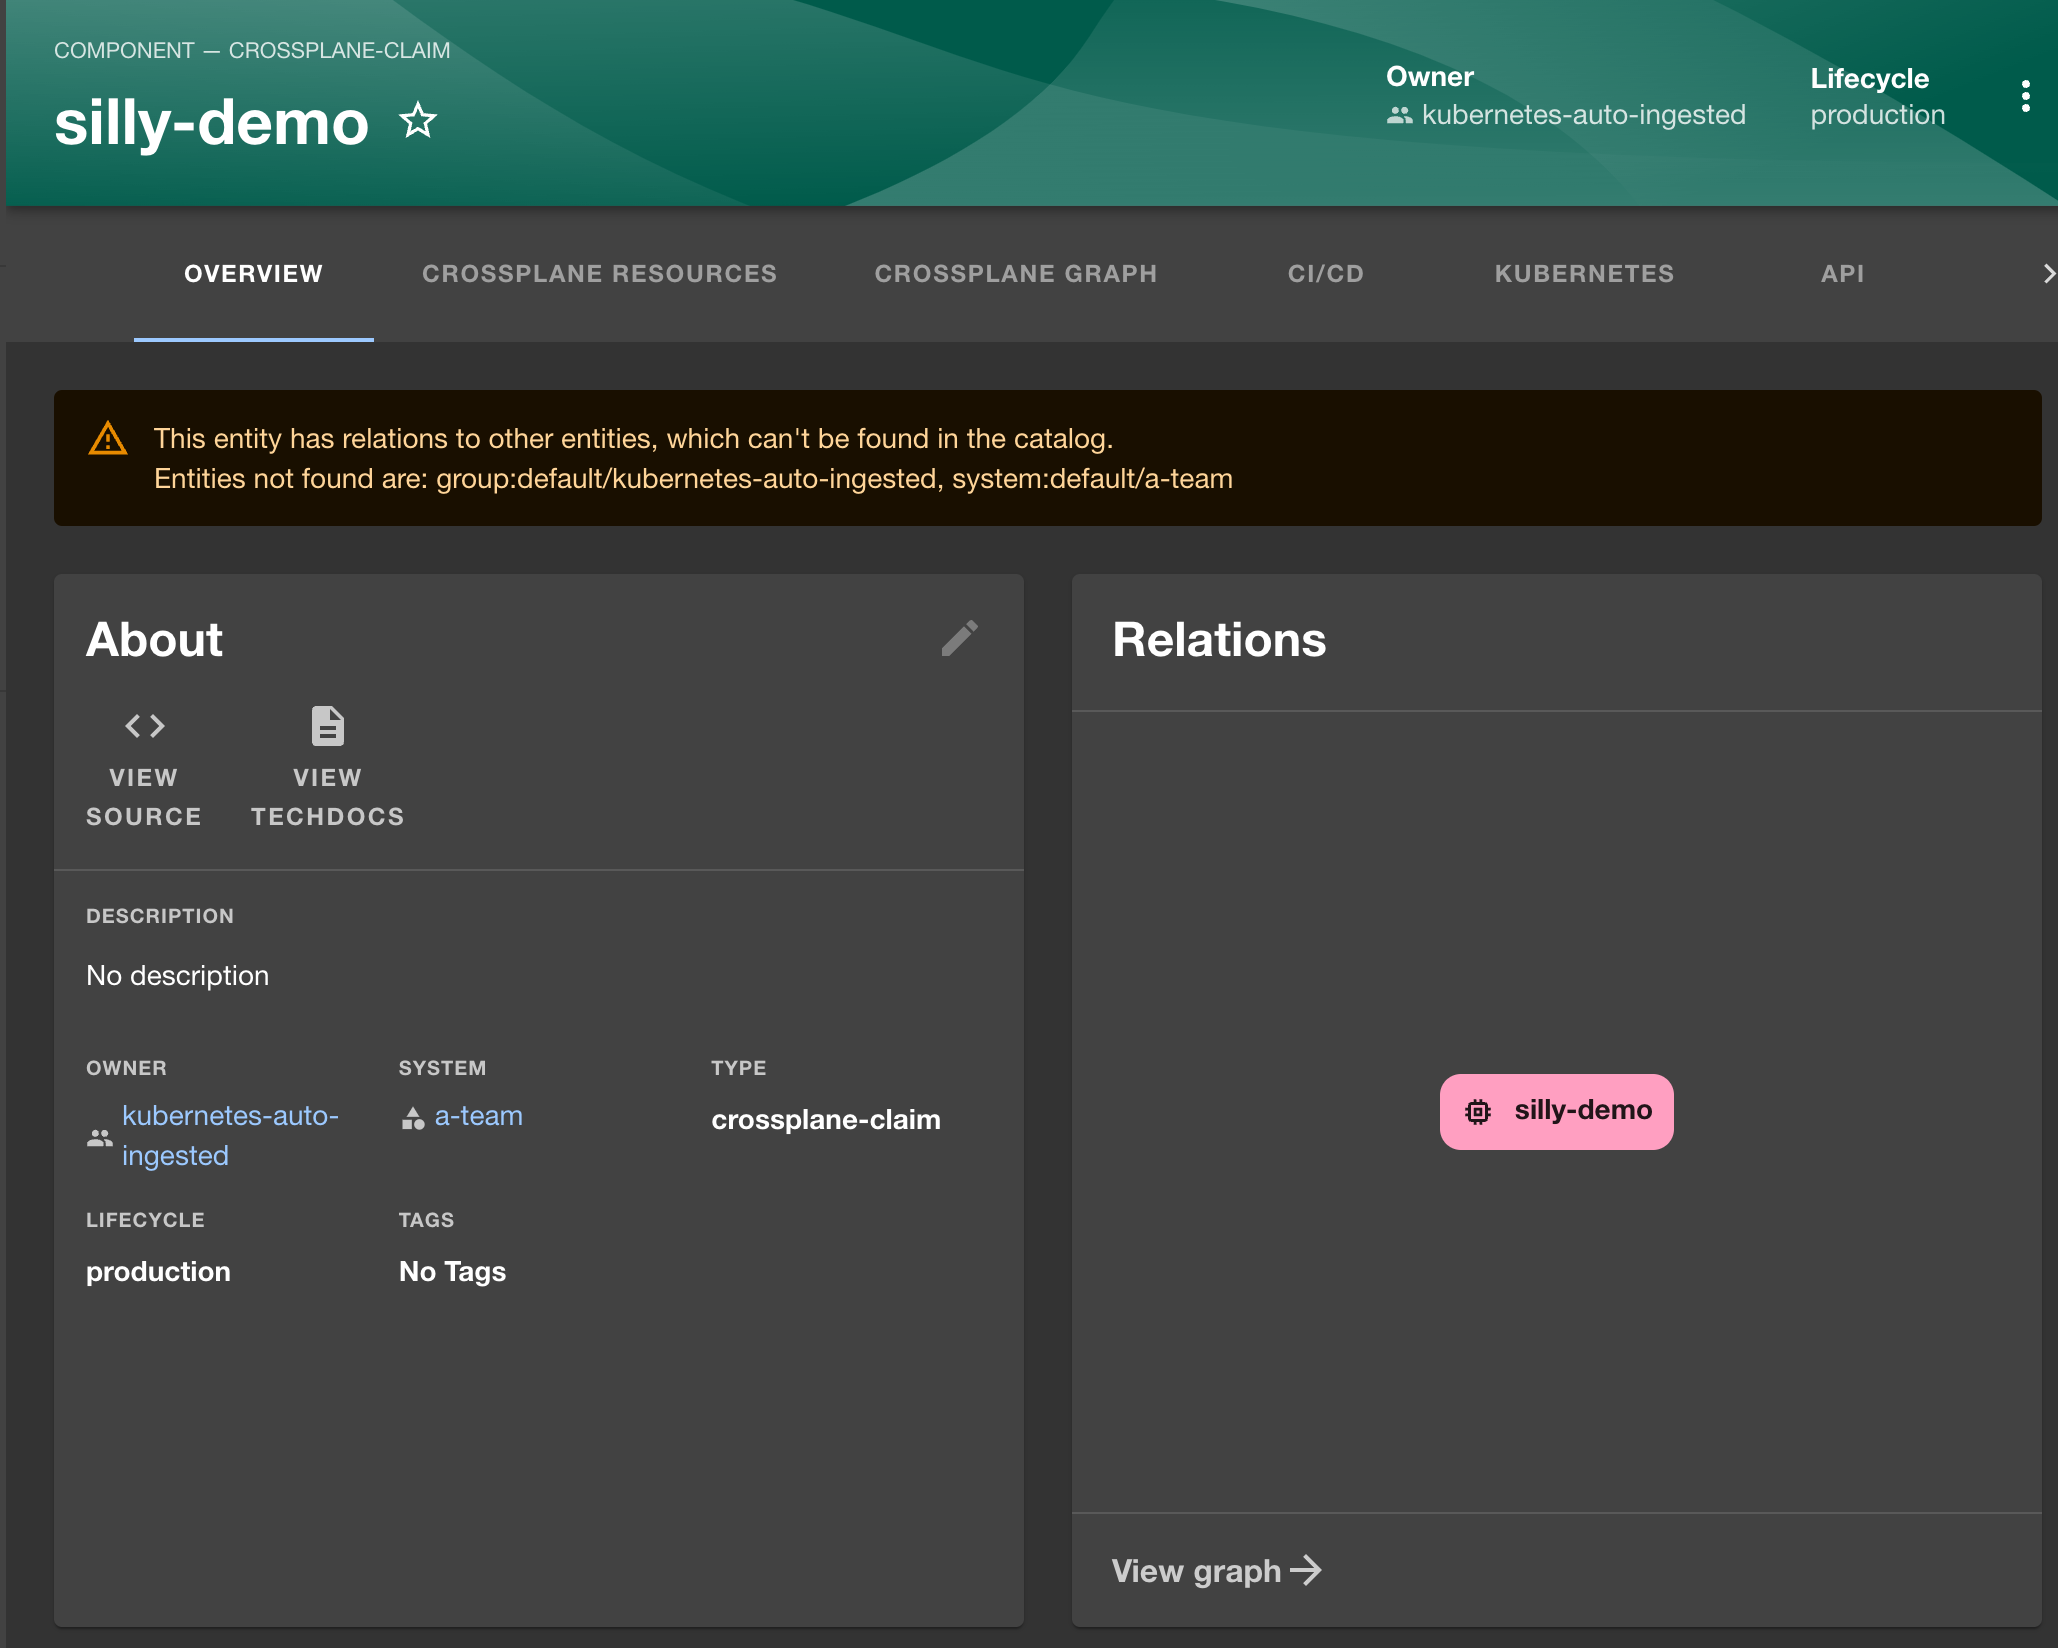 COMPONENT — CROSSPLANE-CLAIM
silly-demo
Owner
kubernetes-auto-ingested
Lifecycle
production
OVERVIEW
CROSSPLANE RESOURCES
CROSSPLANE GRAPH
CI/CD
KUBERNETES
API
This entity has relations to other entities, which can't be found in the catalog.
Entities not found are: group:default/kubernetes-auto-ingested, system:default/a-team
About
VIEW
SOURCE
VIEW
TECHDOCS
DESCRIPTION
No description
OWNER
kubernetes-auto-
ingested
SYSTEM
a-team
TYPE
crossplane-claim
LIFECYCLE
production
TAGS
No Tags
Relations
silly-demo
View graph